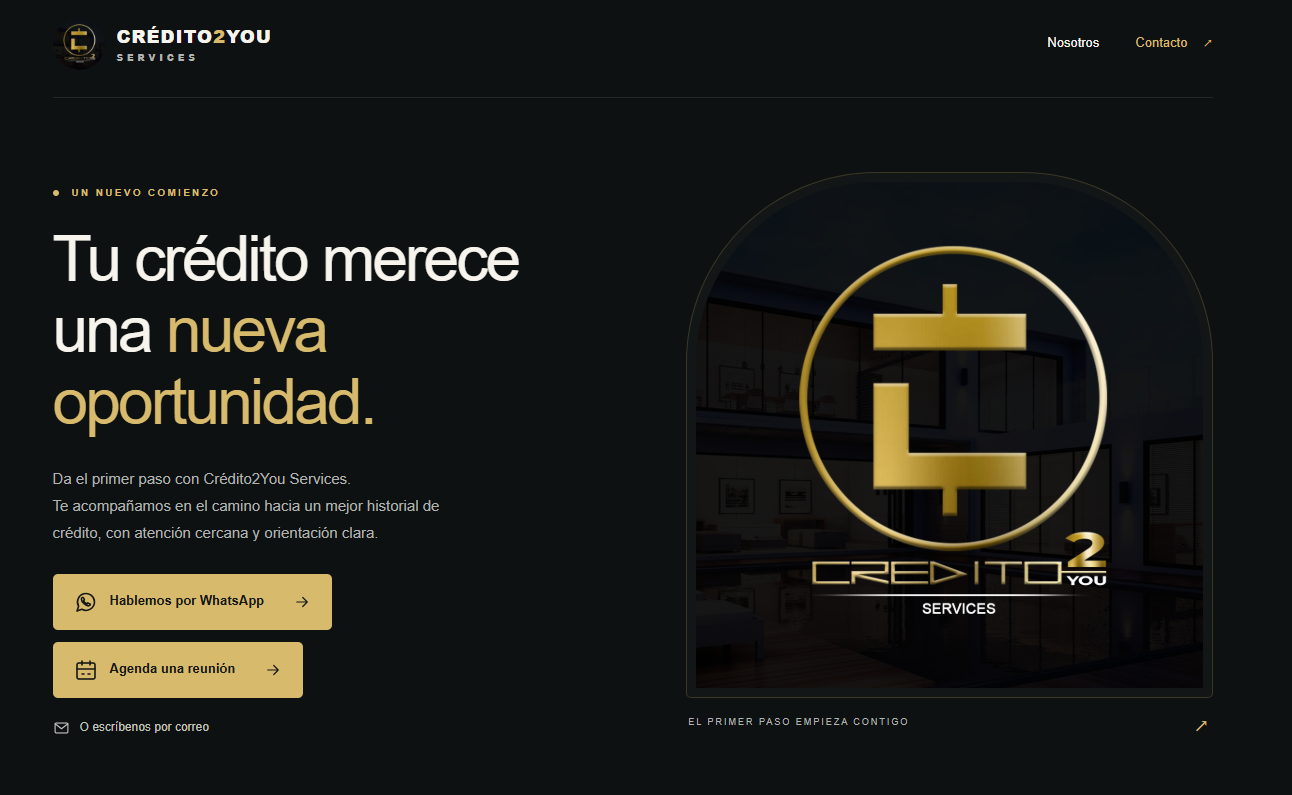 CRÉDITO2YOU
SERVICES
Nosotros
Contacto ↗
UN NUEVO COMIENZO
Tu crédito merece
una nueva
oportunidad.
Da el primer paso con Crédito2You Services.
Te acompañamos en el camino hacia un mejor historial de
crédito, con atención cercana y orientación clara.
Hablemos por WhatsApp →
Agenda una reunión →
O escríbenos por correo
CREDITO 2
YOU
SERVICES
EL PRIMER PASO EMPIEZA CONTIGO ↗